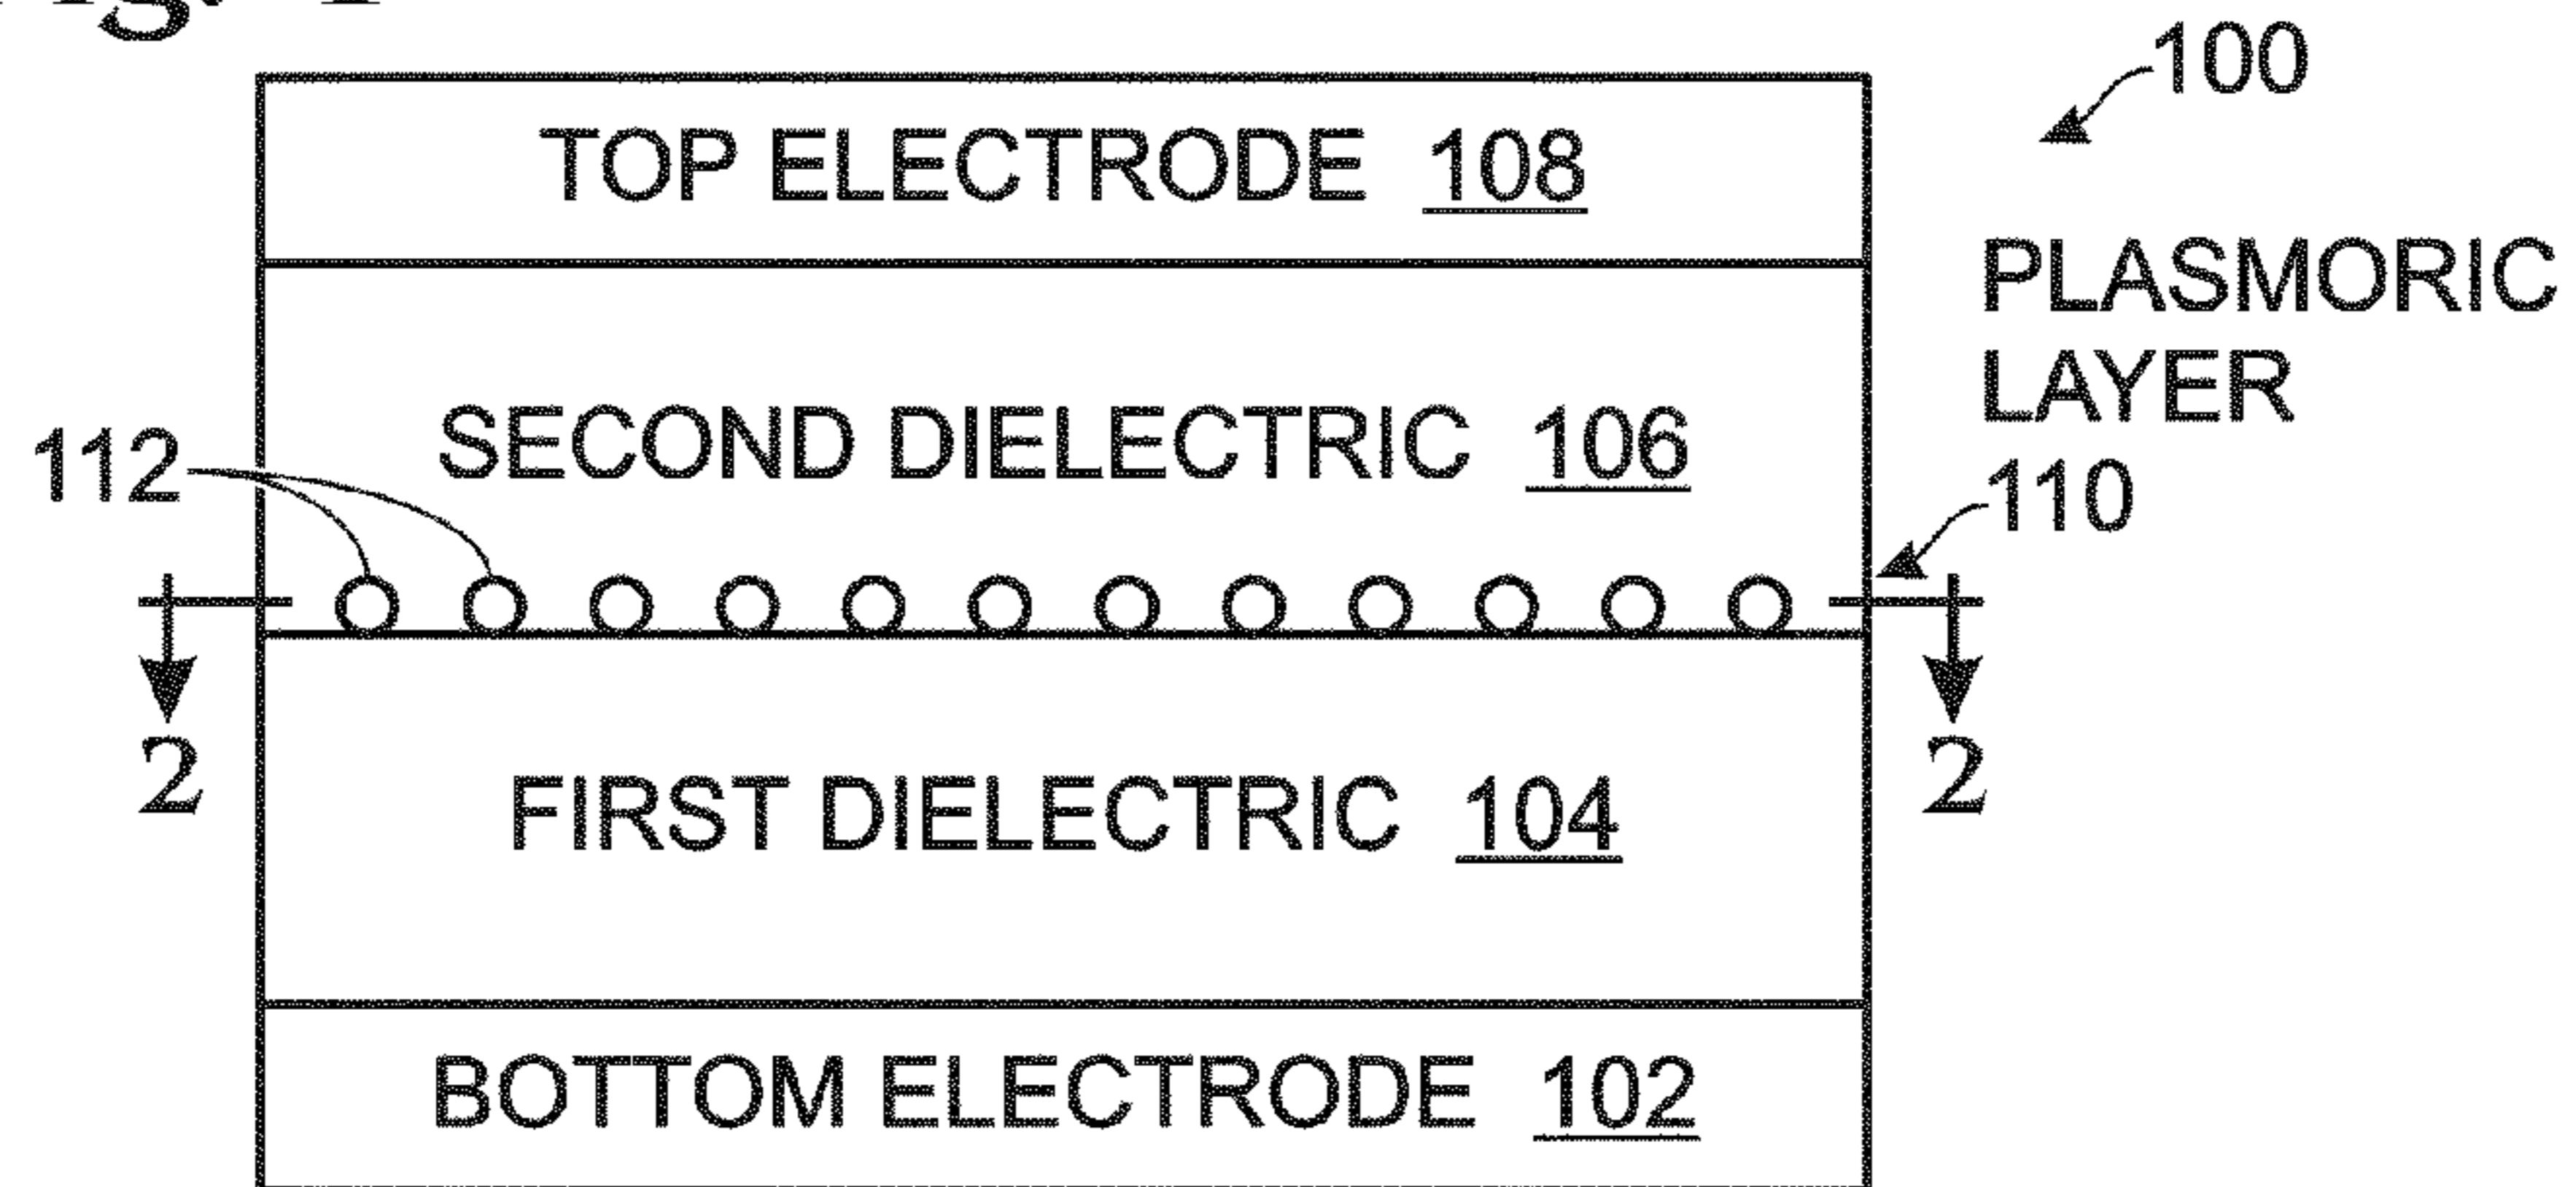 100
TOP ELECTRODE 108
PLASMORIC
LAYER
110
SECOND DIELECTRIC 106
112
2 2
FIRST DIELECTRIC 104
BOTTOM ELECTRODE 102